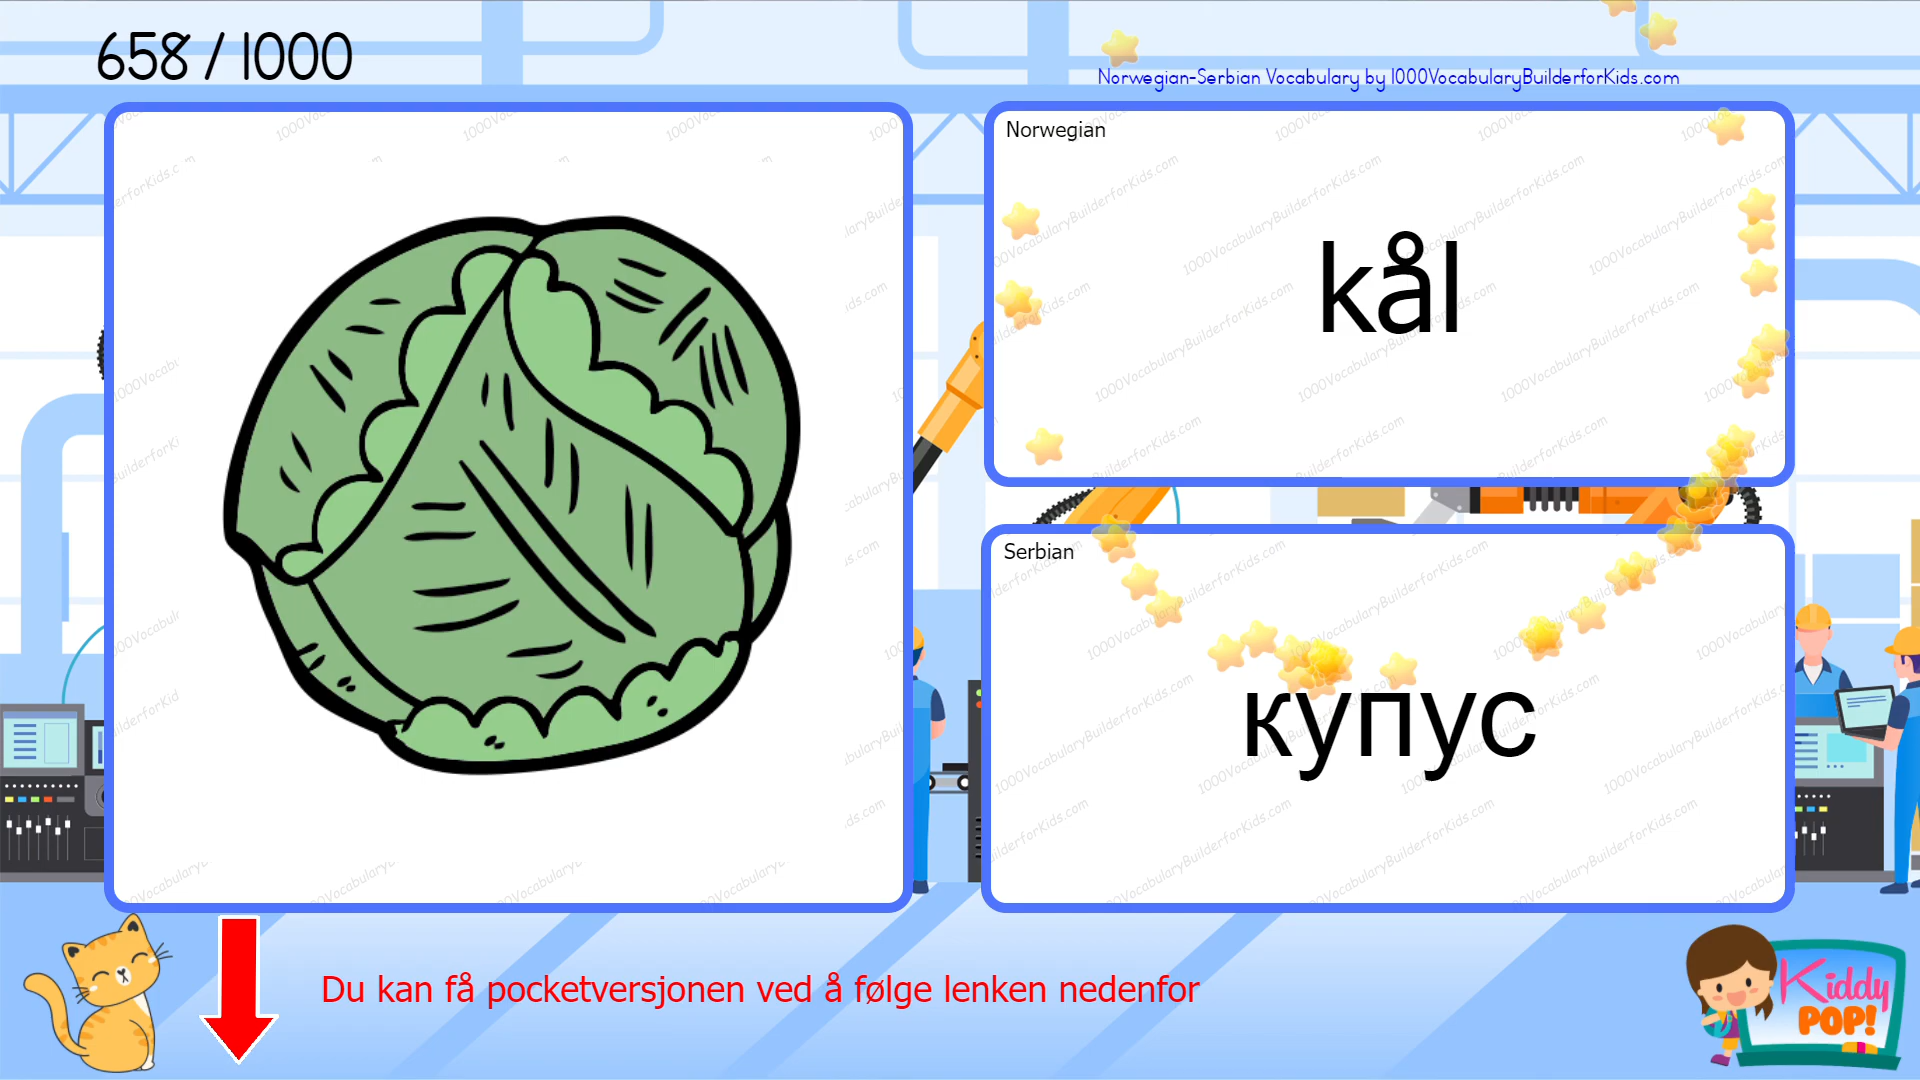 658 / 1000
Norwegian-Serbian Vocabulary by 1000VocabularyBuilderforKids.com
Norwegian
kål
Serbian
купус
Du kan få pocketversjonen ved å følge lenken nedenfor
Kiddy
POP!